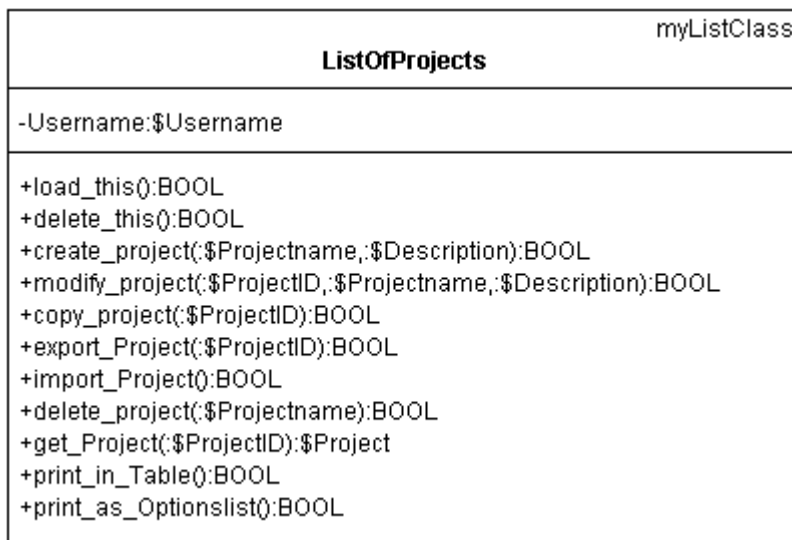 myListClass
ListOfProjects
-Username:$Username
+load_this():BOOL
+delete_this():BOOL
+create_project(:$Projectname,:$Description):BOOL
+modify_project(:$ProjectID,:$Projectname,:$Description):BOOL
+copy_project(:$ProjectID):BOOL
+export_Project(:$ProjectID):BOOL
+import_Project():BOOL
+delete_project(:$Projectname):BOOL
+get_Project(:$ProjectID):$Project
+print_in_Table():BOOL
+print_as_Optionslist():BOOL